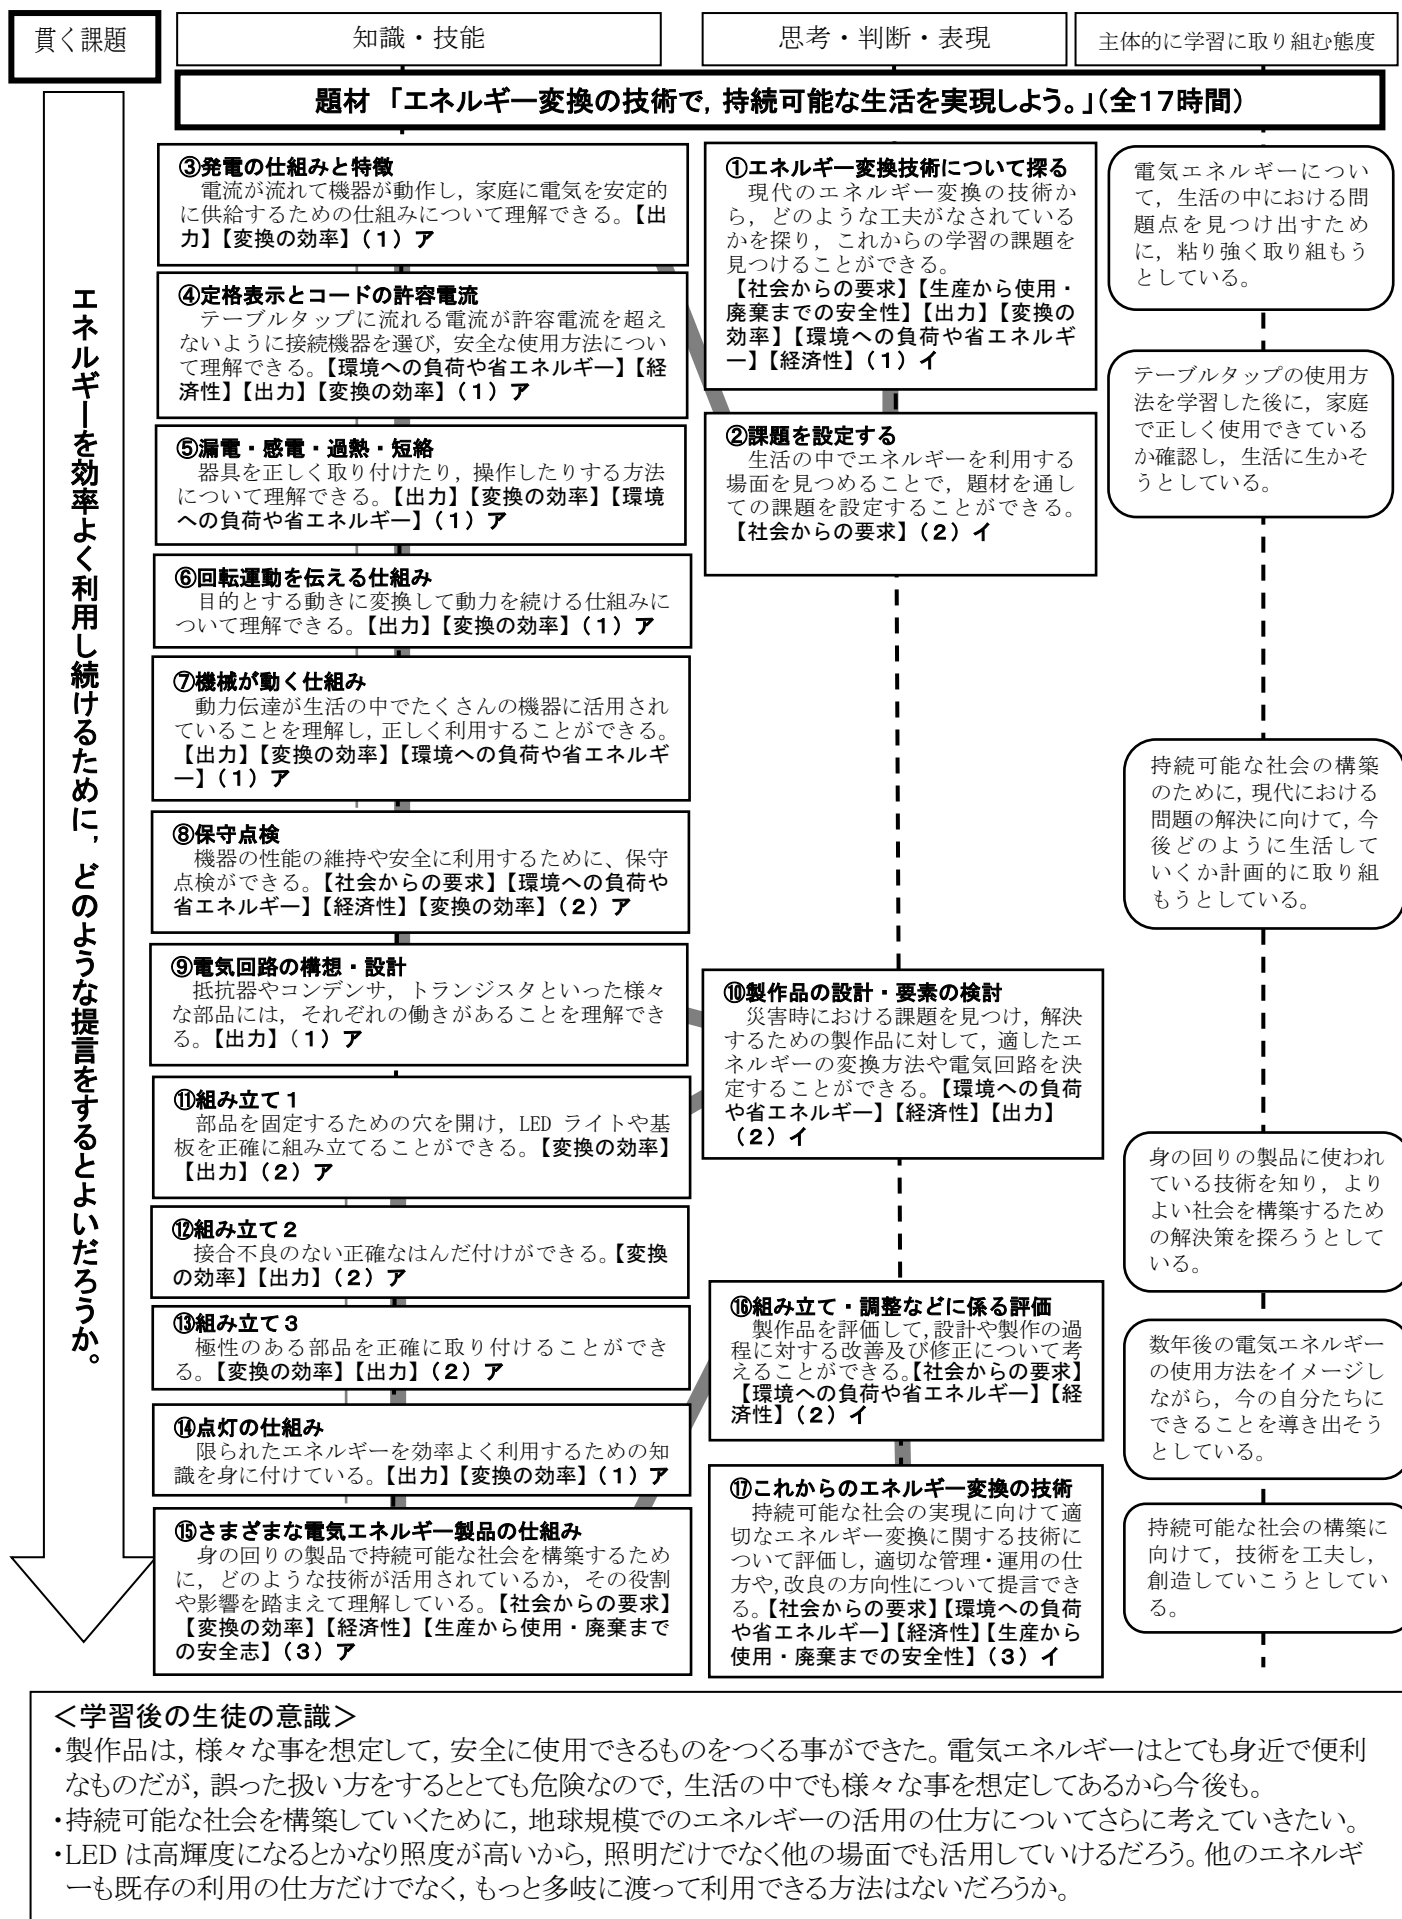 貫く課題
知識・技能
思考・判断・表現
主体的に学習に取り組む態度
題材 「エネルギー変換の技術で，持続可能な生活を実現しよう。」（全１７時間）
エネルギーを効率よく利用し続けるために，どのような提言をするとよいだろうか。
③発電の仕組みと特徴
電流が流れて機器が動作し，家庭に電気を安定的
に供給するための仕組みについて理解できる。【出
力】【変換の効率】（１）ア
④定格表示とコードの許容電流
テーブルタップに流れる電流が許容電流を超え
ないように接続機器を選び，安全な使用方法につい
て理解できる。【環境への負荷や省エネルギー】【経
済性】【出力】【変換の効率】（１）ア
⑤漏電・感電・過熱・短絡
器具を正しく取り付けたり，操作したりする方法
について理解できる。【出力】【変換の効率】【環境
への負荷や省エネルギー】（１）ア
⑥回転運動を伝える仕組み
目的とする動きに変換して動力を続ける仕組みに
ついて理解できる。【出力】【変換の効率】（１）ア
⑦機械が動く仕組み
動力伝達が生活の中でたくさんの機器に活用され
ていることを理解し，正しく利用することができる。
【出力】【変換の効率】【環境への負荷や省エネルギ
ー】（１）ア
⑧保守点検
機器の性能の維持や安全に利用するために、保守
点検ができる。【社会からの要求】【環境への負荷や
省エネルギー】【経済性】【変換の効率】（２）ア
⑨電気回路の構想・設計
抵抗器やコンデンサ，トランジスタといった様々
な部品には，それぞれの働きがあることを理解でき
る。【出力】（１）ア
⑪組み立て１
部品を固定するための穴を開け，LED ライトや基
板を正確に組み立てることができる。【変換の効率】
【出力】（２）ア
⑫組み立て２
接合不良のない正確なはんだ付けができる。【変換
の効率】【出力】（２）ア
⑬組み立て３
極性のある部品を正確に取り付けることができ
る。【変換の効率】【出力】（２）ア
⑭点灯の仕組み
限られたエネルギーを効率よく利用するための知
識を身に付けている。【出力】【変換の効率】（１）ア
⑮さまざまな電気エネルギー製品の仕組み
身の回りの製品で持続可能な社会を構築するため
に，どのような技術が活用されているか，その役割
や影響を踏まえて理解している。【社会からの要求】
【変換の効率】【経済性】【生産から使用・廃棄まで
の安全志】（３）ア
①エネルギー変換技術について探る
現代のエネルギー変換の技術か
ら，どのような工夫がなされている
かを探り，これからの学習の課題を
見つけることができる。
【社会からの要求】【生産から使用・
廃棄までの安全性】【出力】【変換の
効率】【環境への負荷や省エネルギ
ー】【経済性】（１）イ
②課題を設定する
生活の中でエネルギーを利用する
場面を見つめることで，題材を通し
ての課題を設定することができる。
【社会からの要求】（２）イ
⑩製作品の設計・要素の検討
災害時における課題を見つけ，解決
するための製作品に対して，適したエ
ネルギーの変換方法や電気回路を決
定することができる。【環境への負荷
や省エネルギー】【経済性】【出力】
（２）イ
⑯組み立て・調整などに係る評価
製作品を評価して，設計や製作の過
程に対する改善及び修正について考
えることができる。【社会からの要求】
【環境への負荷や省エネルギー】【経
済性】（２）イ
⑰これからのエネルギー変換の技術
持続可能な社会の実現に向けて適
切なエネルギー変換に関する技術に
ついて評価し，適切な管理・運用の仕
方や，改良の方向性について提言でき
る。【社会からの要求】【環境への負荷
や省エネルギー】【経済性】【生産から
使用・廃棄までの安全性】（３）イ
電気エネルギーについ
て，生活の中における問
題点を見つけ出すため
に，粘り強く取り組もう
としている。
テーブルタップの使用方
法を学習した後に，家庭
で正しく使用できている
か確認し，生活に生かそ
うとしている。
持続可能な社会の構築
のために，現代における
問題の解決に向けて，今
後どのように生活して
いくか計画的に取り組
もうとしている。
身の回りの製品に使われ
ている技術を知り，より
よい社会を構築するため
の解決策を探ろうとして
いる。
数年後の電気エネルギー
の使用方法をイメージし
ながら，今の自分たちに
できることを導き出そう
としている。
持続可能な社会の構築に
向けて，技術を工夫し，
創造していこうとしてい
る。
＜学習後の生徒の意識＞
・製作品は，様々な事を想定して，安全に使用できるものをつくる事ができた。電気エネルギーはとても身近で便利
なものだが，誤った扱い方をするととても危険なので，生活の中でも様々な事を想定してあるから今後も。
・持続可能な社会を構築していくために，地球規模でのエネルギーの活用の仕方についてさらに考えていきたい。
・LED は高輝度になるとかなり照度が高いから，照明だけでなく他の場面でも活用していけるだろう。他のエネルギ
ーも既存の利用の仕方だけでなく，もっと多岐に渡って利用できる方法はないだろうか。